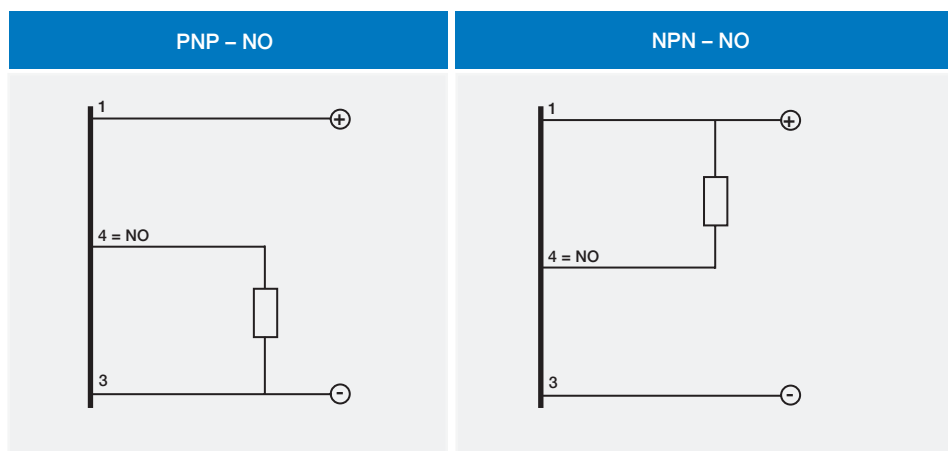 PNP – NO
1
+
4 = NO
3
-
NPN – NO
1
+
4 = NO
3
-